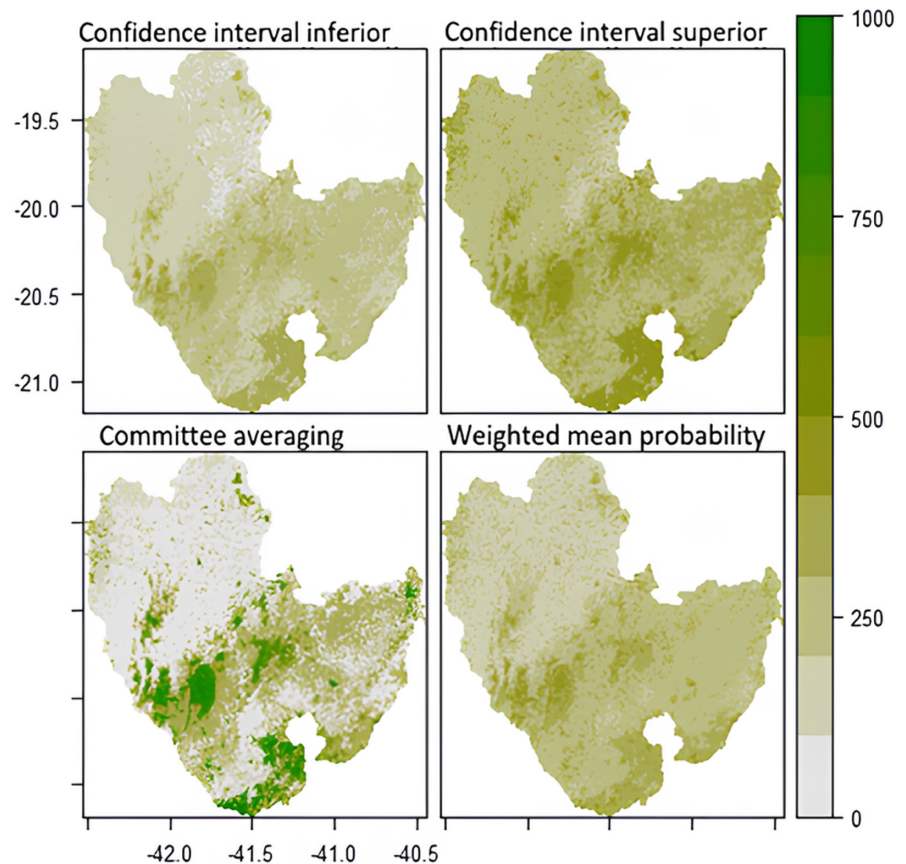 Confidence interval inferior
Confidence interval superior
1000
-19.5
-20.0
750
-20.5
-21.0
500
Committee averaging
Weighted mean probability
250
0
-42.0 -41.5 -41.0 -40.5